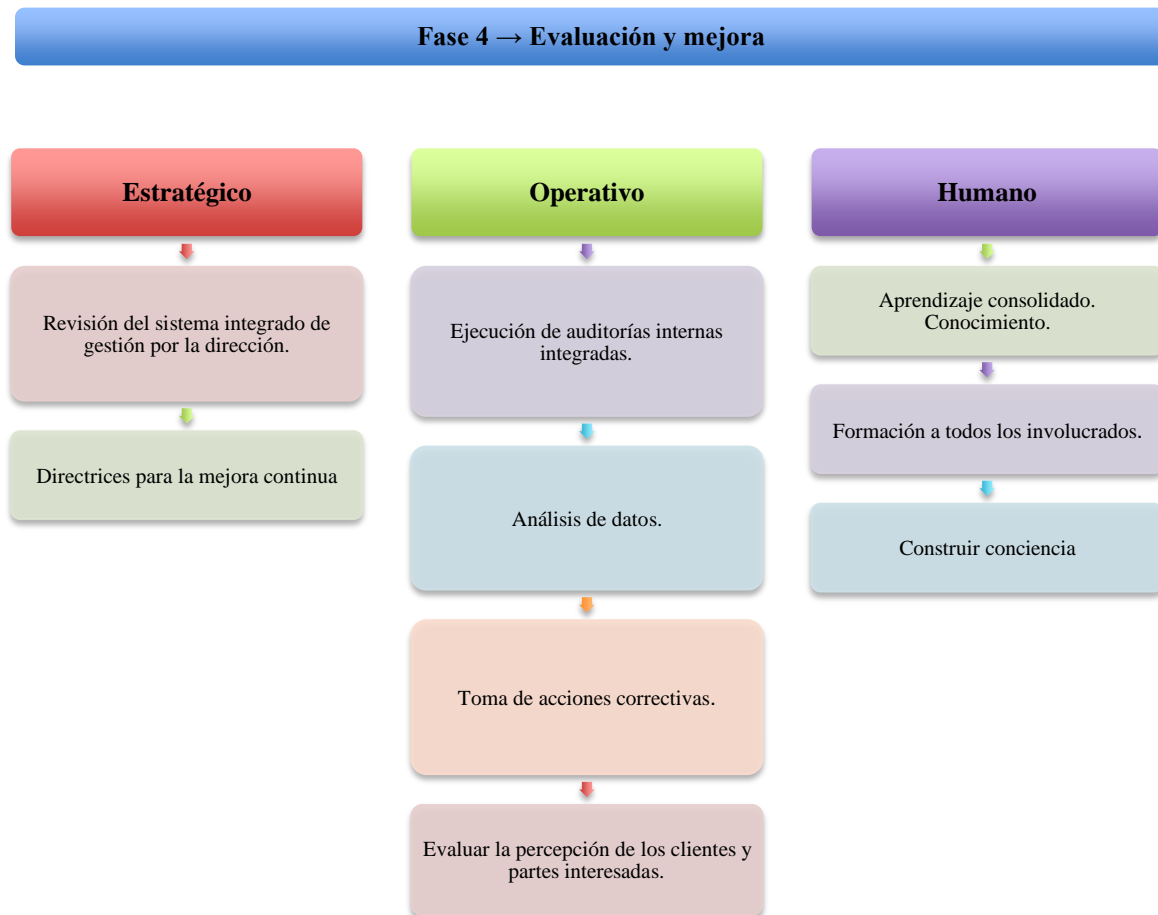 Fase 4 → Evaluación y mejora
Estratégico
Revisión del sistema integrado de
gestión por la dirección.
Directrices para la mejora continua
Operativo
Ejecución de auditorías internas
integradas.
Análisis de datos.
Toma de acciones correctivas.
Evaluar la percepción de los clientes y
partes interesadas.
Humano
Aprendizaje consolidado.
Conocimiento.
Formación a todos los involucrados.
Construir conciencia